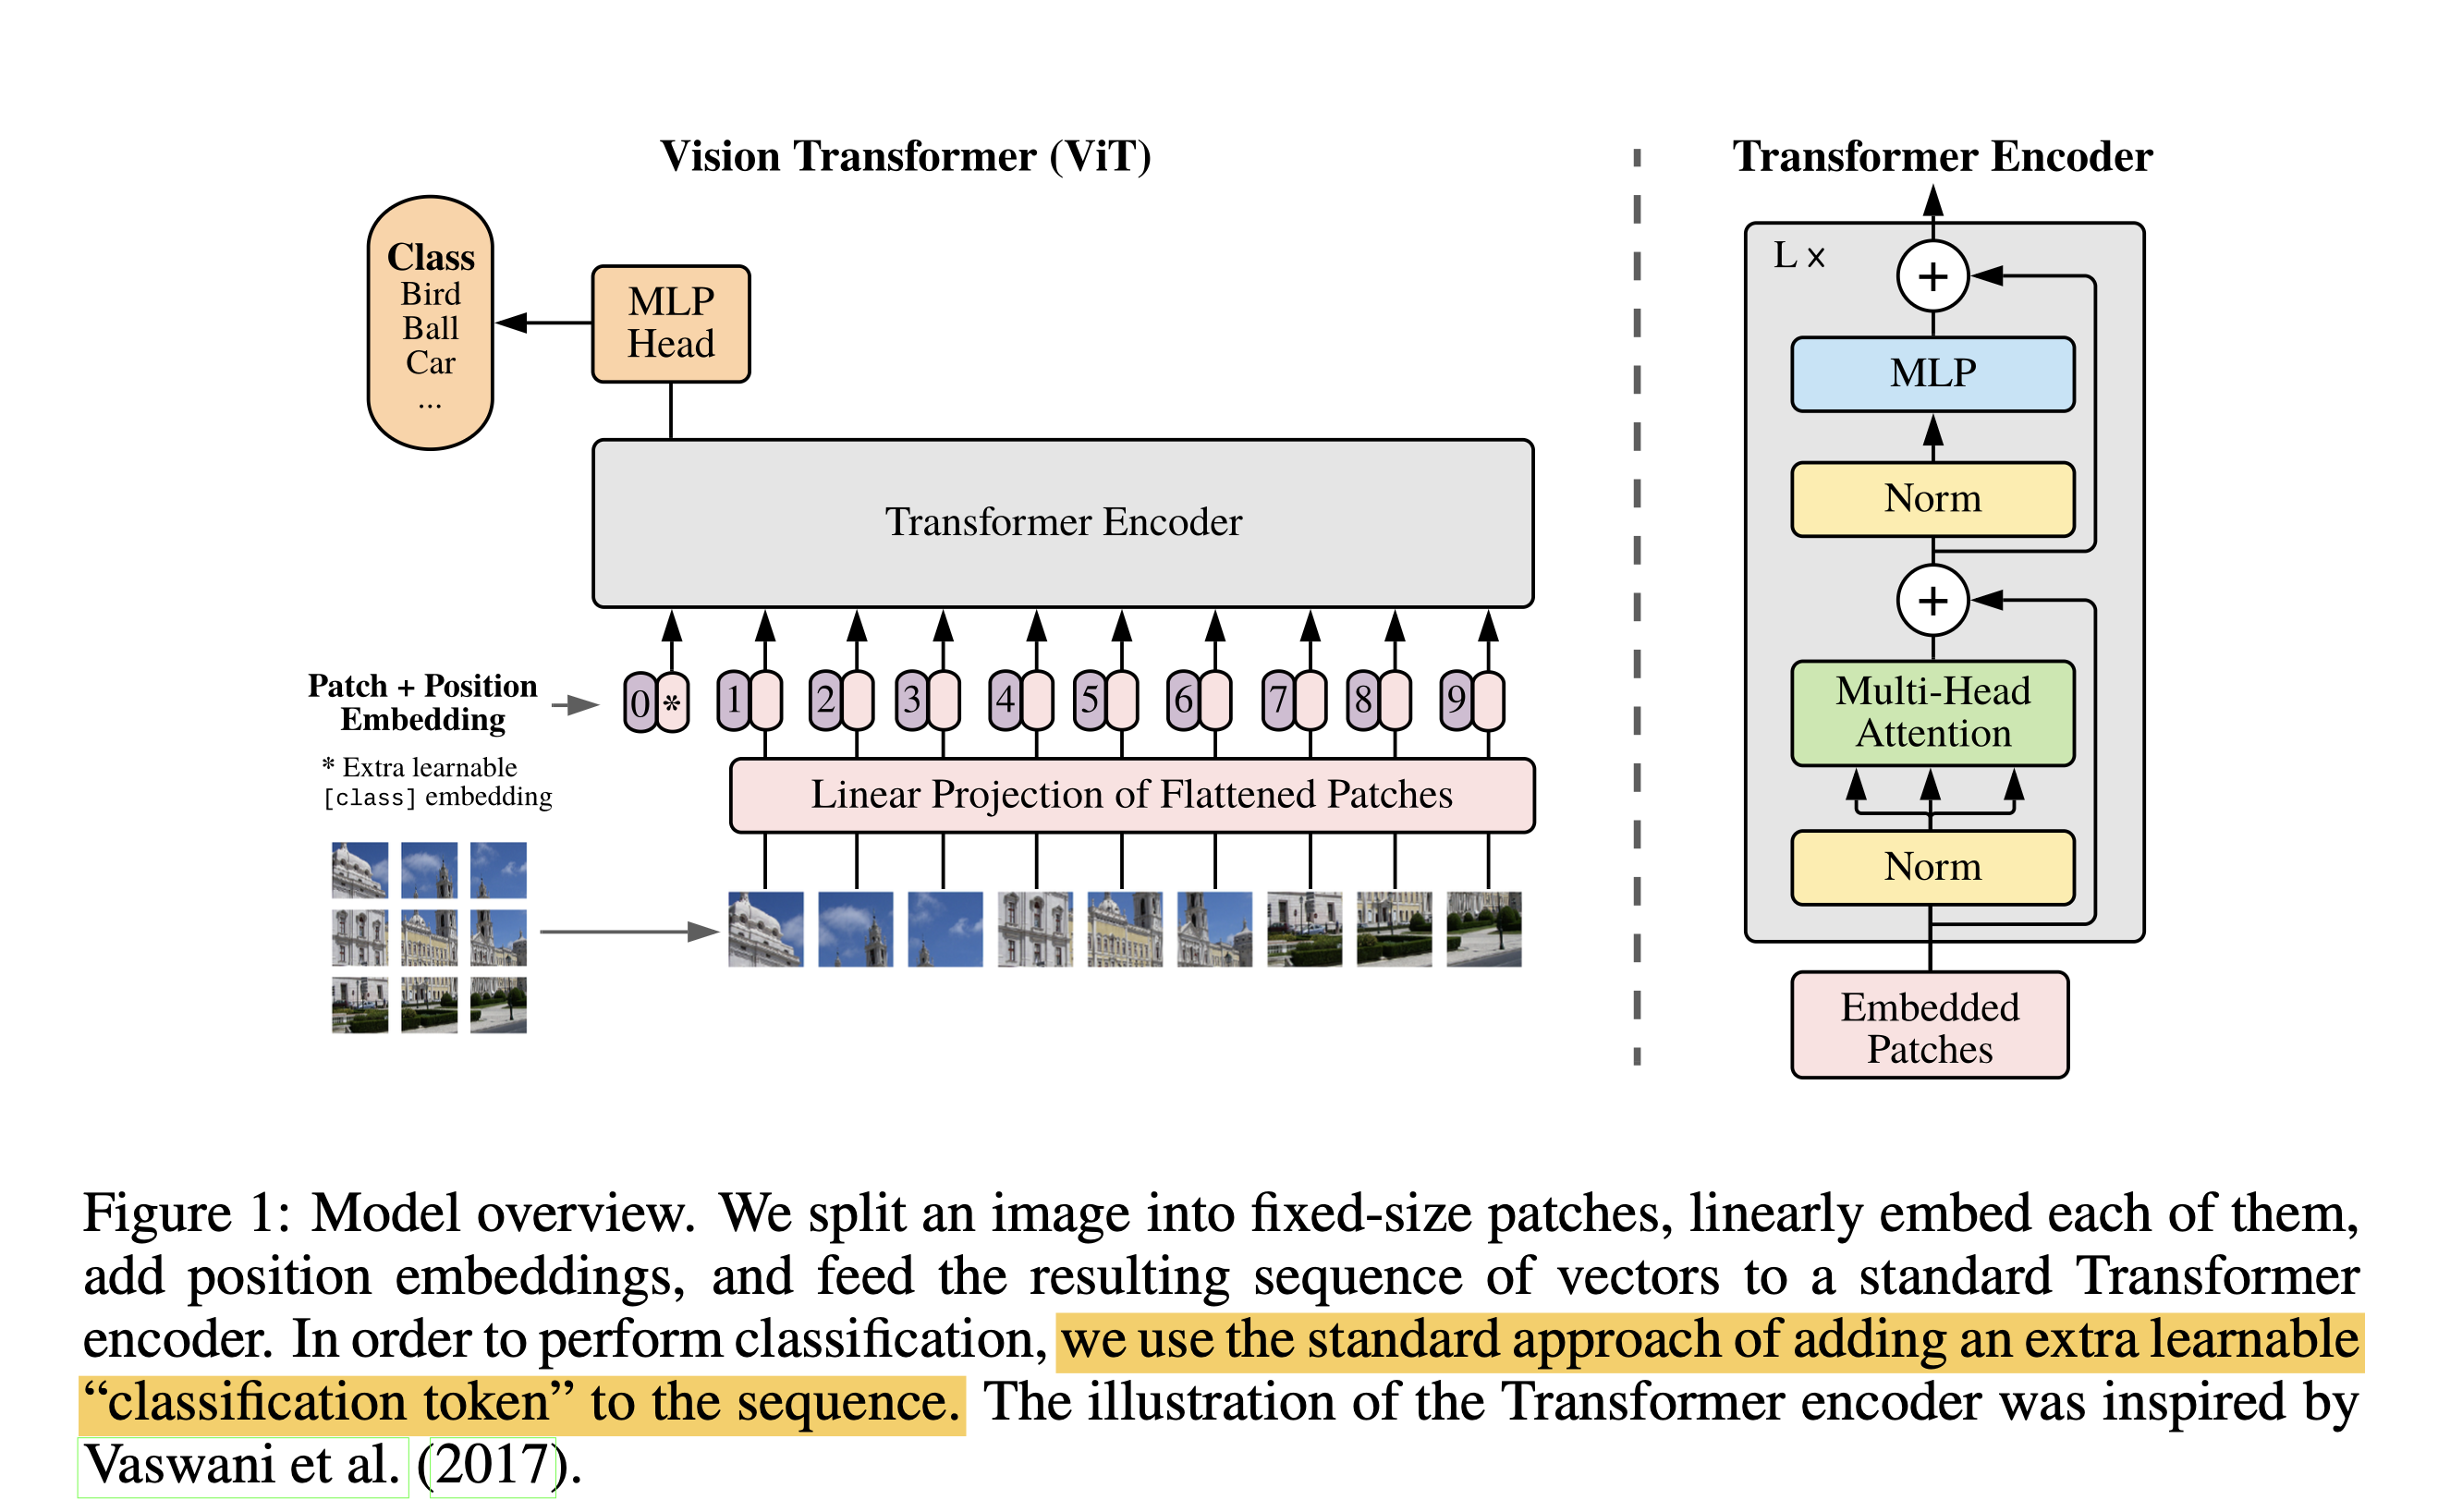 Vision Transformer (ViT)
Class
Bird
Ball
Car
...
MLP
Head
Transformer Encoder
Patch + Position
Embedding
0 * 1 2 3 4 5 6 7 8 9
* Extra learnable
[class] embedding
Linear Projection of Flattened Patches
Transformer Encoder
L ×
+
MLP
Norm
+
Multi-Head
Attention
Norm
Embedded
Patches
Figure 1: Model overview. We split an image into fixed-size patches, linearly embed each of them,
add position embeddings, and feed the resulting sequence of vectors to a standard Transformer
encoder. In order to perform classification, we use the standard approach of adding an extra learnable
“classification token” to the sequence. The illustration of the Transformer encoder was inspired by
Vaswani et al. (2017).